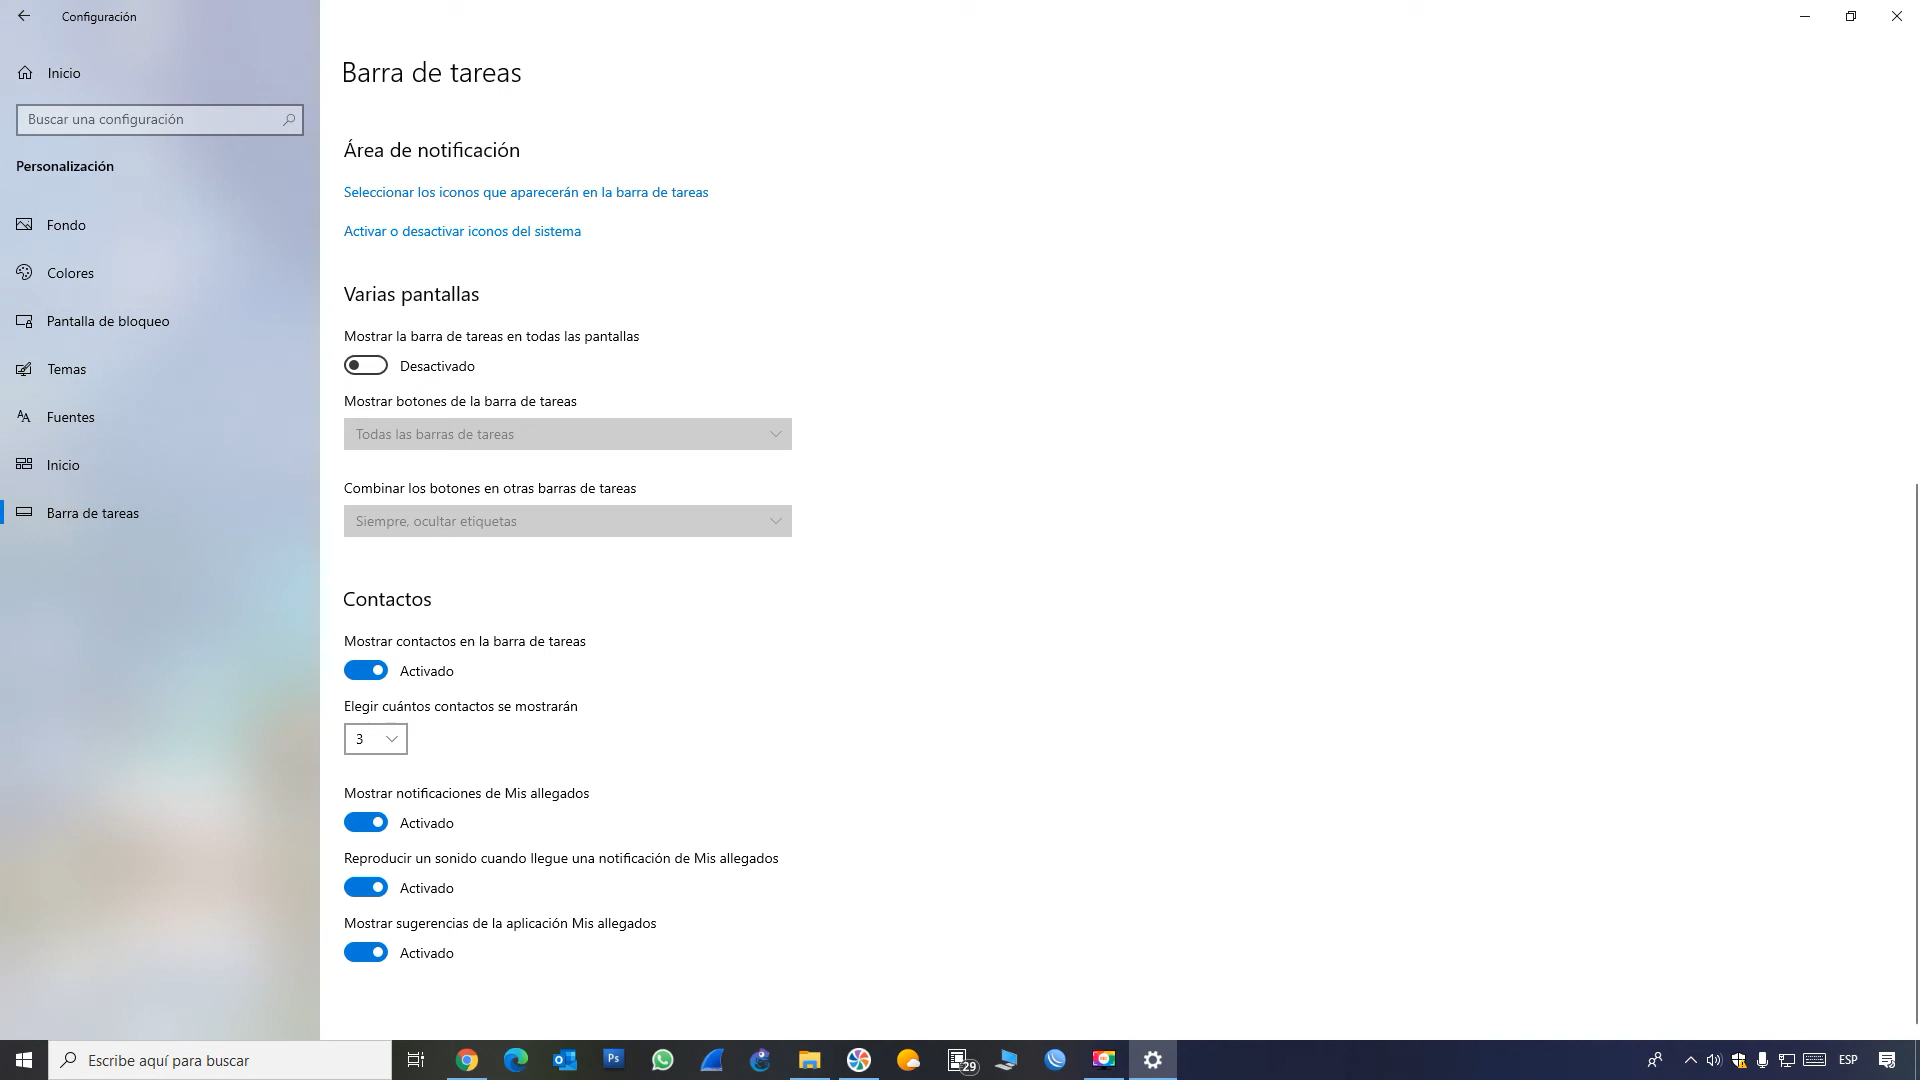 Configuración
Inicio
Buscar una configuración
Personalización
Fondo
Colores
Pantalla de bloqueo
Temas
Fuentes
Inicio
Barra de tareas
Barra de tareas
Área de notificación
Seleccionar los iconos que aparecerán en la barra de tareas
Activar o desactivar iconos del sistema
Varias pantallas
Mostrar la barra de tareas en todas las pantallas
Desactivado
Mostrar botones de la barra de tareas
Todas las barras de tareas
Combinar los botones en otras barras de tareas
Siempre, ocultar etiquetas
Contactos
Mostrar contactos en la barra de tareas
Activado
Elegir cuántos contactos se mostrarán
3
Mostrar notificaciones de Mis allegados
Activado
Reproducir un sonido cuando llegue una notificación de Mis allegados
Activado
Mostrar sugerencias de la aplicación Mis allegados
Activado
Escribe aquí para buscar
Ps
29
ESP